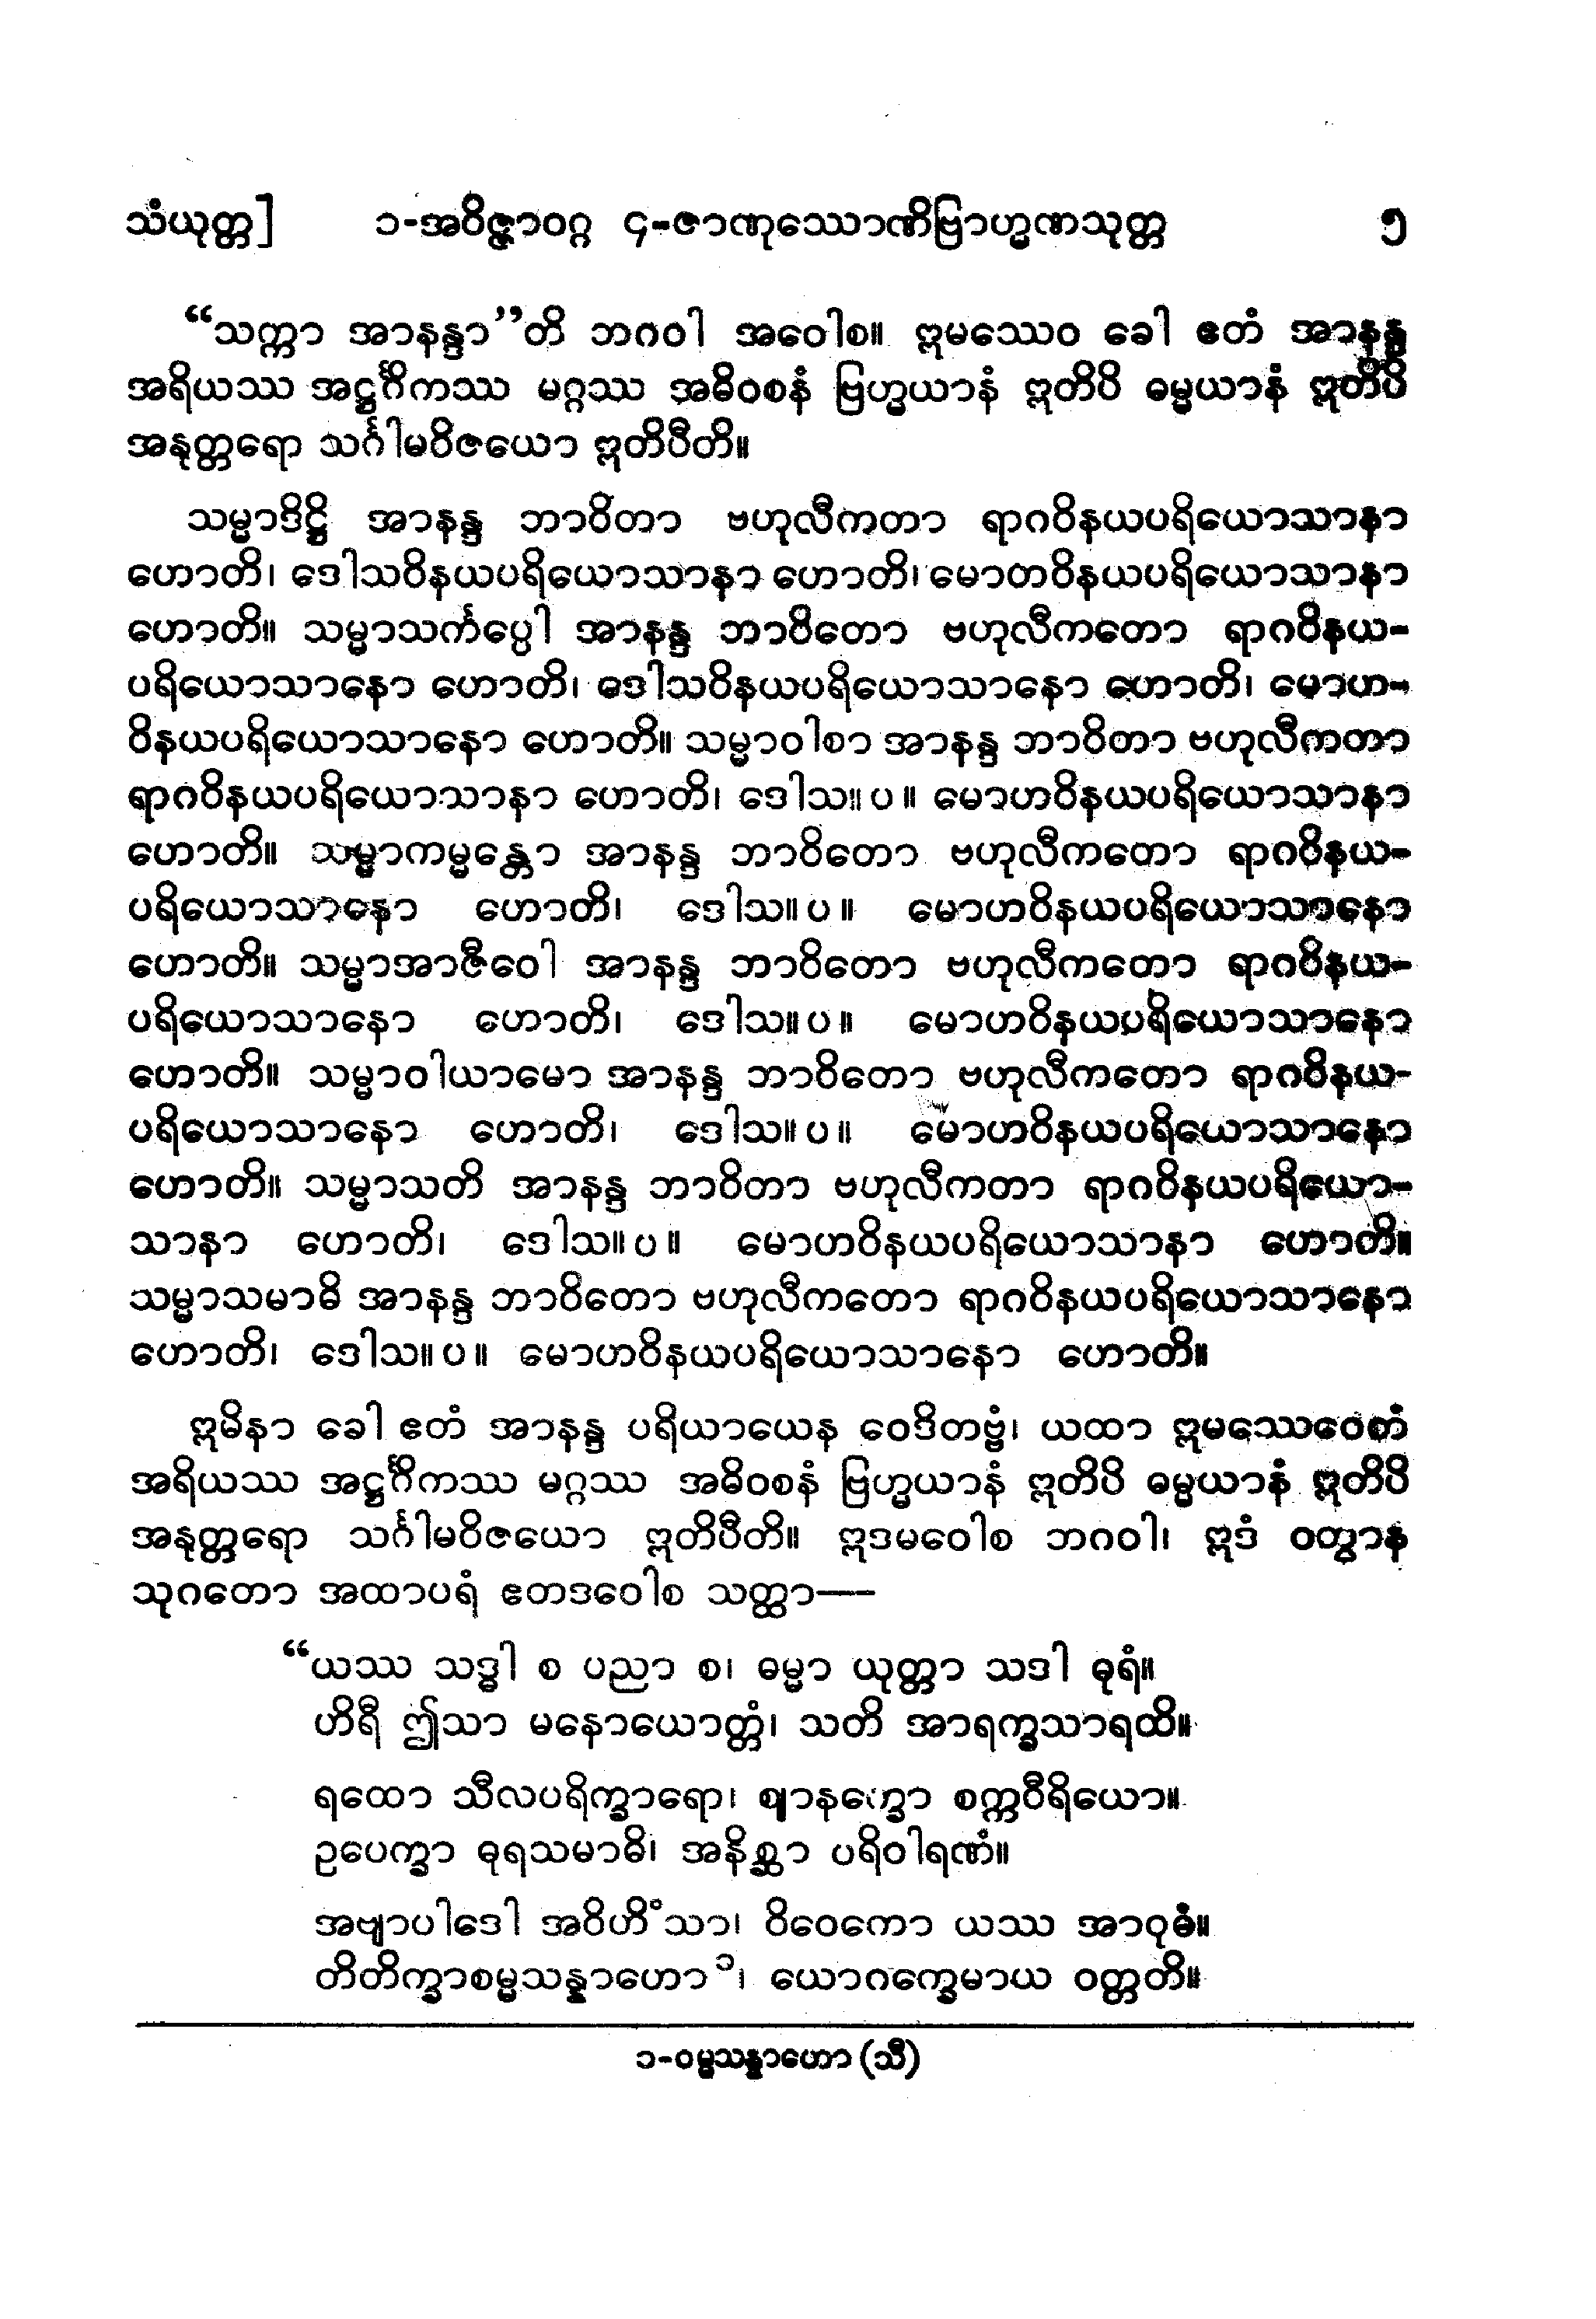 သံယုတ္တ] ၁-အဝိဇ္ဇာဝဂ္ဂ ၄-ဇာဏုဿောဏိဗြာဟ္မဏသုတ္တ ၅
“သက္ကာ အာနန္ဒာ”တိ ဘဂဝါ အဝေါစ။ ဣမဿေဝ ခေါ ဧတံ အာနန္ဒ
အရိယဿ အဋ္ဌင်္ဂိကဿ မဂ္ဂဿ အဓိဝစနံ ဗြဟ္မယာနံ ဣတိပိ ဓမ္မယာနံ ဣတိပိ
အနုတ္တရော သင်္ဂါမဝိဇယော ဣတိပီတိ။
သမ္မာဒိဋ္ဌိ အာနန္ဒ ဘာဝိတာ ဗဟုလီကတာ ရာဂဝိနယပရိယောသာနာ
ဟောတိ၊ ဒေါသဝိနယပရိယောသာနာ ဟောတိ၊ မောဟဝိနယပရိယောသာနာ
ဟောတိ။ သမ္မာသင်္ကပ္ပေါ အာနန္ဒ ဘာဝိတော ဗဟုလီကတော ရာဂဝိနယ-
ပရိယောသာနော ဟောတိ၊ ဒေါသဝိနယပရိယောသာနော ဟောတိ၊ မောဟ-
ဝိနယပရိယောသာနော ဟောတိ။ သမ္မာဝါစာ အာနန္ဒ ဘာဝိတာ ဗဟုလီကတာ
ရာဂဝိနယပရိယောသာနာ ဟောတိ၊ ဒေါသ။ပ။ မောဟဝိနယပရိယောသာနာ
ဟောတိ။ သမ္မာကမ္မန္တော အာနန္ဒ ဘာဝိတော ဗဟုလီကတော ရာဂဝိနယ-
ပရိယောသာနော ဟောတိ၊ ဒေါသ။ပ။ မောဟဝိနယပရိယောသာနော
ဟောတိ။ သမ္မာအာဇီဝေါ အာနန္ဒ ဘာဝိတော ဗဟုလီကတော ရာဂဝိနယ-
ပရိယောသာနော ဟောတိ၊ ဒေါသ။ပ။ မောဟဝိနယပရိယောသာနော
ဟောတိ။ သမ္မာဝါယာမော အာနန္ဒ ဘာဝိတော ဗဟုလီကတော ရာဂဝိနယ-
ပရိယောသာနော ဟောတိ၊ ဒေါသ။ပ။ မောဟဝိနယပရိယောသာနော
ဟောတိ။ သမ္မာသတိ အာနန္ဒ ဘာဝိတာ ဗဟုလီကတာ ရာဂဝိနယပရိယော-
သာနာ ဟောတိ၊ ဒေါသ။ပ။ မောဟဝိနယပရိယောသာနာ ဟောတိ။
သမ္မာသမာဓိ အာနန္ဒ ဘာဝိတော ဗဟုလီကတော ရာဂဝိနယပရိယောသာနော
ဟောတိ၊ ဒေါသ။ပ။ မောဟဝိနယပရိယောသာနော ဟောတိ။
ဣမိနာ ခေါ ဧတံ အာနန္ဒ ပရိယာယေန ဝေဒိတဗ္ဗံ၊ ယထာ ဣမဿေဝေတံ
အရိယဿ အဋ္ဌင်္ဂိကဿ မဂ္ဂဿ အဓိဝစနံ ဗြဟ္မယာနံ ဣတိပိ ဓမ္မယာနံ ဣတိပိ
အနုတ္တရော သင်္ဂါမဝိဇယော ဣတိပီတိ။ ဣဒမဝေါစ ဘဂဝါ၊ ဣဒံ ဝတွာန
သုဂတော အထာပရံ ဧတဒဝေါစ သတ္ထာ—
“ယဿ သဒ္ဓါ စ ပညာ စ၊ ဓမ္မာ ယုတ္တာ သဒါ ဓုရံ။
ဟိရီ ဤသာ မနောယောတ္တံ၊ သတိ အာရက္ခသာရထိ။
ရထော သီလပရိက္ခာရော၊ ဈာနက္ခော စက္ကဝီရိယော။
ဥပေက္ခာ ဓုရသမာဓိ၊ အနိစ္ဆာ ပရိဝါရဏံ။
အဗျာပါဒေါ အဝိဟိံသာ၊ ဝိဝေကော ယဿ အာဝုဓံ။
တိတိက္ခာစမ္မသန္နာဟော ၁၊ ယောဂက္ခေမာယ ဝတ္တတိ။
၁-ဝမ္မသန္နာဟော (သီ)